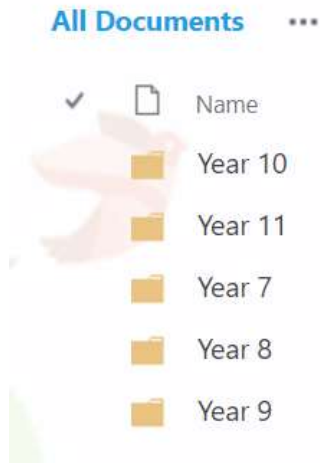 All Documents ...
Name
Year 10
Year 11
Year 7
Year 8
Year 9